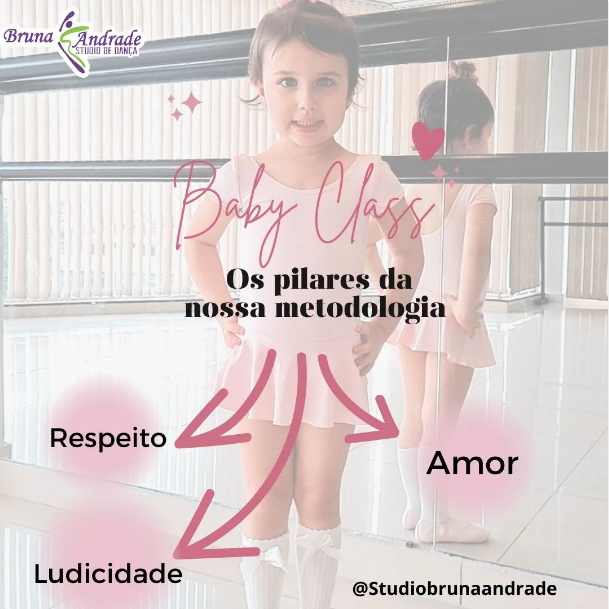 Bruna Andrade
STUDIO DE DANÇA
Baby Class
Os pilares da
nossa metodologia
Respeito
Amor
Ludicidade
@Studiobrunaandrade